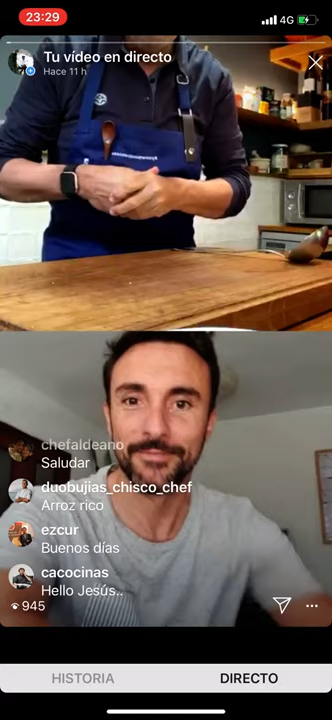 23:29
4G
Tu vídeo en directo
Hace 11 h
chefaldeano
Saludar
duobujias_chisco_chef
Arroz rico
ezcur
Buenos días
cacocinas
Hello Jesús..
945
HISTORIA
DIRECTO